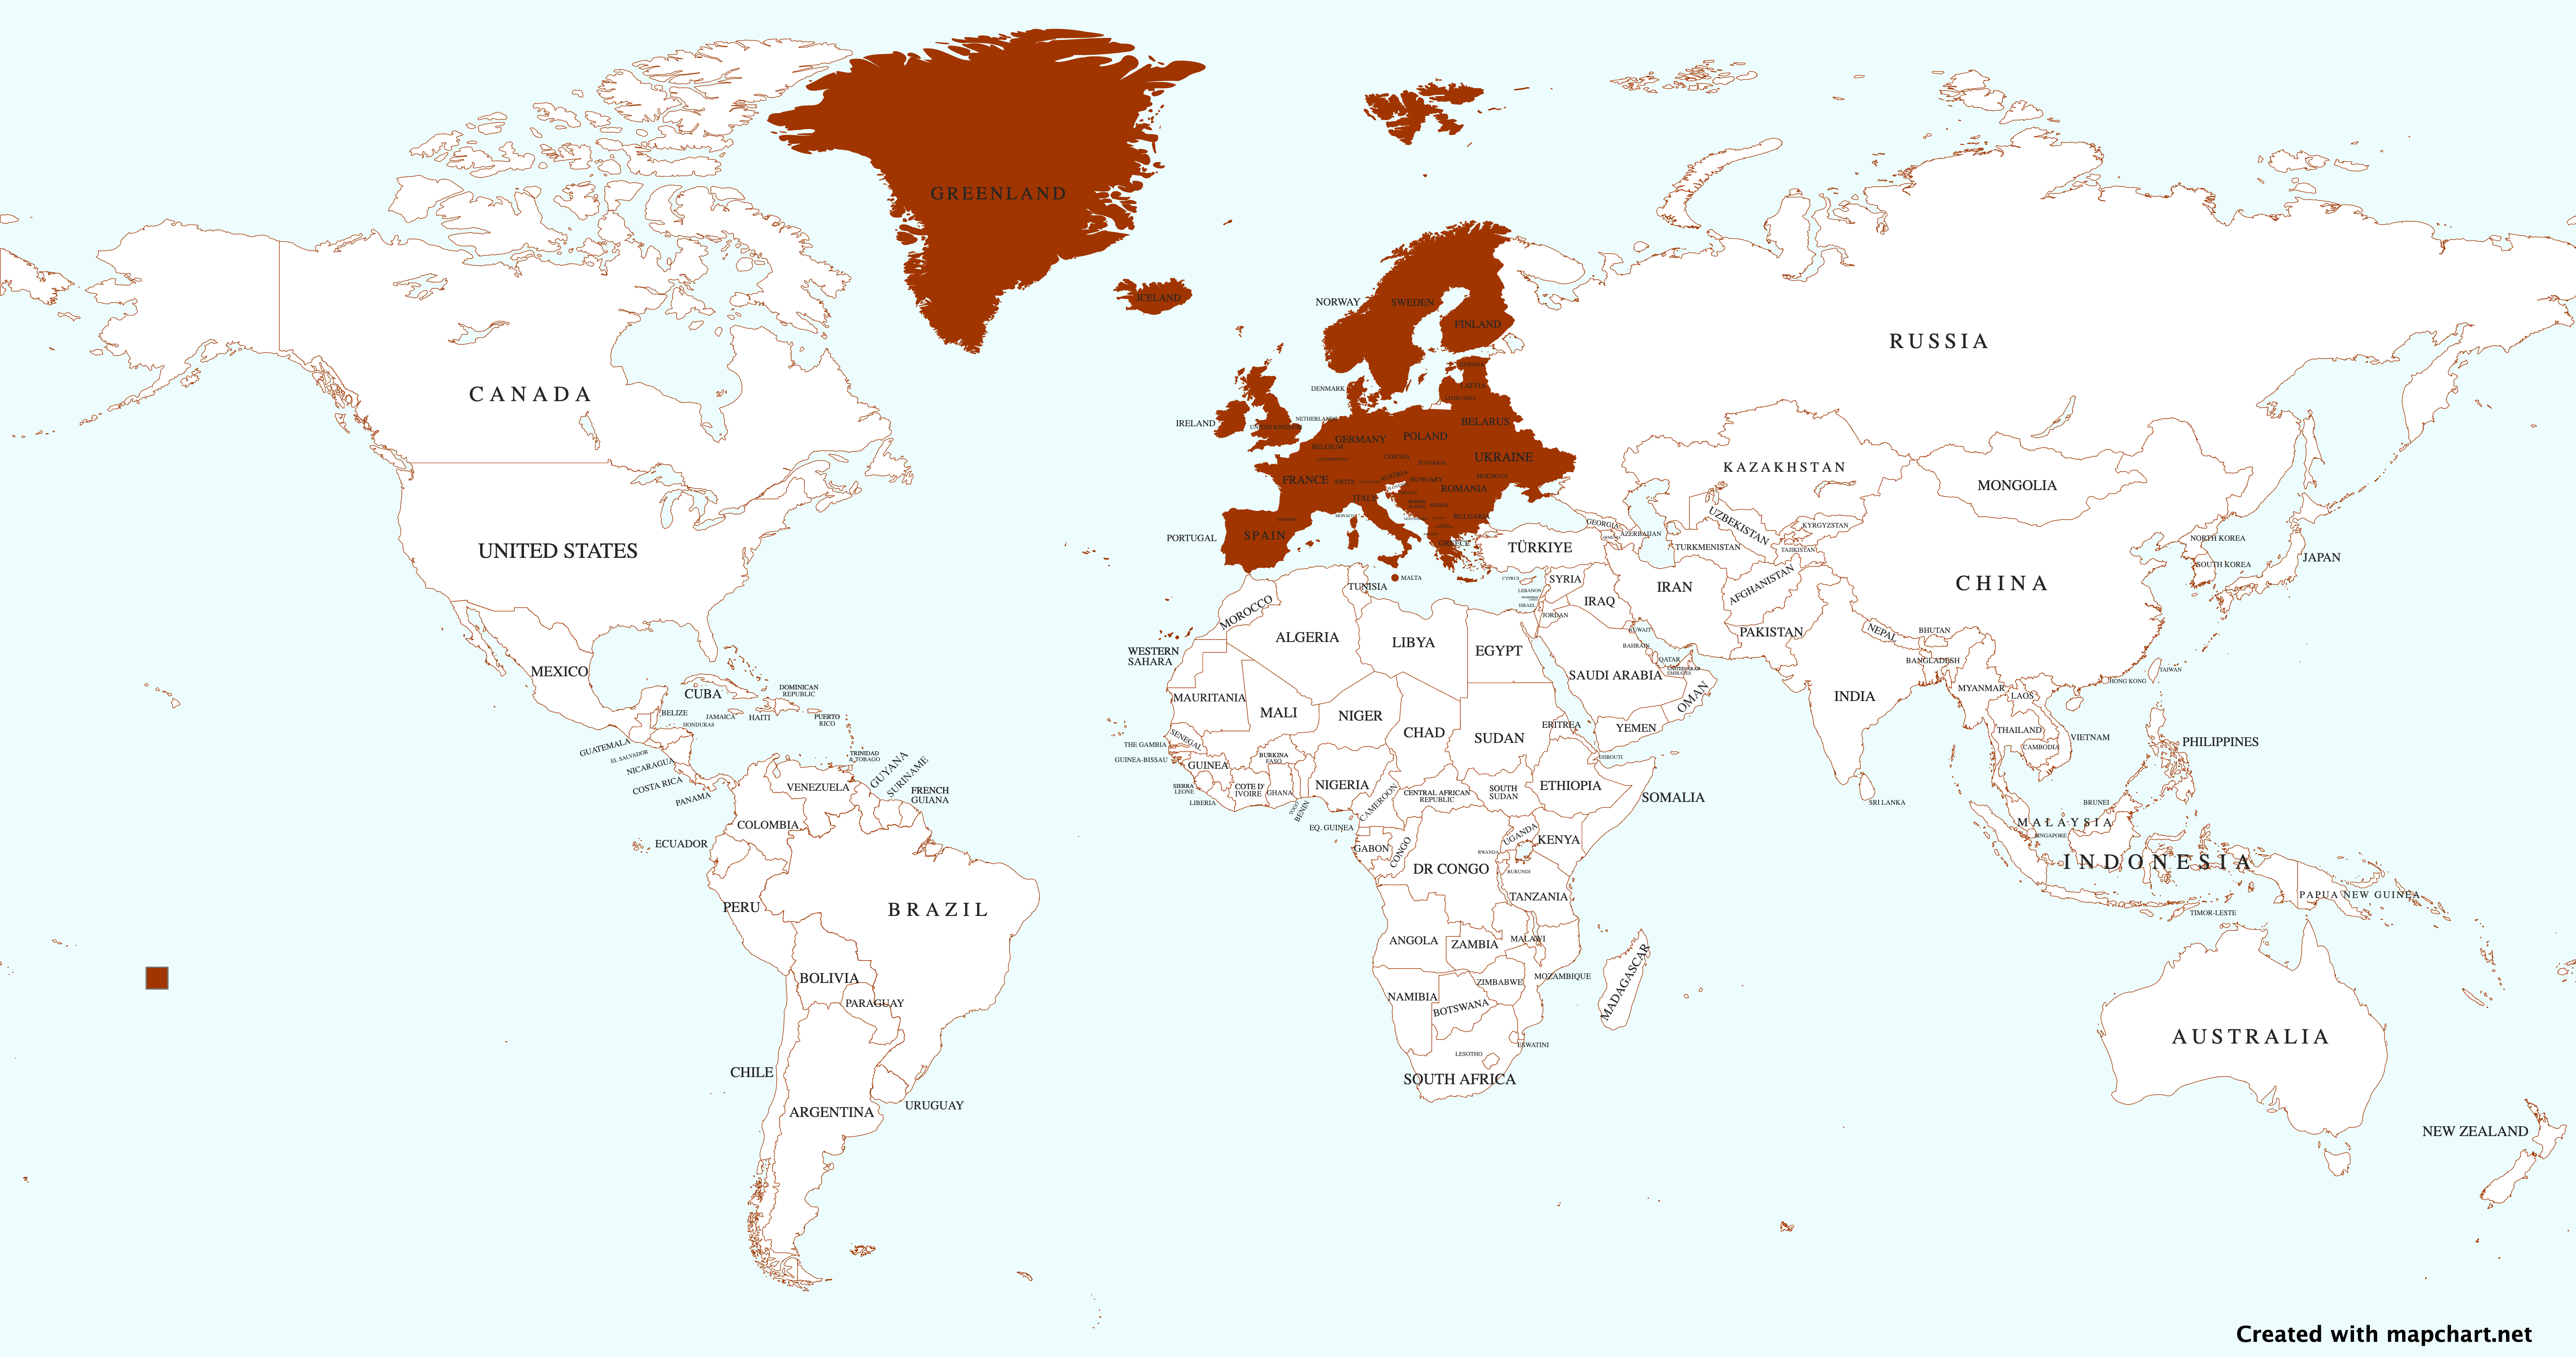 GREENLAND
ICELAND
NORWAY
SWEDEN
FINLAND
RUSSIA
CANADA
ESTONIA
LATVIA
LITHUANIA
DENMARK
IRELAND
UNITED KINGDOM
NETHERLANDS
BELARUS
GERMANY
POLAND
BELGIUM
LUXEMBOURG
CZECHIA
SLOVAKIA
UKRAINE
FRANCE
SWITZ.
AUSTRIA
HUNGARY
MOLDOVA
ROMANIA
ITALY
SERBIA
MONACO
BULGARIA
PORTUGAL
SPAIN
GREECE
MALTA
TÜRKIYE
GEORGIA
ARMENIA
AZERBAIJAN
KAZAKHSTAN
UZBEKISTAN
KYRGYZSTAN
TURKMENISTAN
TAJIKISTAN
MONGOLIA
CHINA
NORTH KOREA
SOUTH KOREA
JAPAN
UNITED STATES
MEXICO
CUBA
DOMINICAN
REPUBLIC
BELIZE
JAMAICA
HAITI
PUERTO
RICO
HONDURAS
GUATEMALA
EL SALVADOR
NICARAGUA
COSTA RICA
PANAMA
TRINIDAD
& TOBAGO
VENEZUELA
GUYANA
SURINAME
FRENCH
GUIANA
COLOMBIA
ECUADOR
PERU
BRAZIL
BOLIVIA
PARAGUAY
CHILE
ARGENTINA
URUGUAY
CYPRUS
SYRIA
LEBANON
ISRAEL
JORDAN
IRAQ
IRAN
AFGHANISTAN
PAKISTAN
KUWAIT
BAHRAIN
QATAR
UNITED ARAB
EMIRATES
SAUDI ARABIA
OMAN
YEMEN
NEPAL
BHUTAN
BANGLADESH
INDIA
SRI LANKA
MYANMAR
LAOS
THAILAND
CAMBODIA
VIETNAM
HONG KONG
TAIWAN
PHILIPPINES
BRUNEI
MALAYSIA
SINGAPORE
INDONESIA
PAPUA NEW GUINEA
TIMOR-LESTE
AUSTRALIA
NEW ZEALAND
MOROCCO
TUNISIA
ALGERIA
LIBYA
EGYPT
WESTERN
SAHARA
MAURITANIA
MALI
NIGER
CHAD
SUDAN
ERITREA
DJIBOUTI
SENEGAL
THE GAMBIA
GUINEA-BISSAU
GUINEA
SIERRA
LEONE
LIBERIA
COTE D'
IVOIRE
BURKINA
FASO
GHANA
TOGO
BENIN
NIGERIA
CAMEROON
CENTRAL AFRICAN
REPUBLIC
SOUTH
SUDAN
ETHIOPIA
SOMALIA
EQ. GUINEA
GABON
CONGO
DR CONGO
UGANDA
KENYA
RWANDA
BURUNDI
TANZANIA
ANGOLA
ZAMBIA
MALAWI
MOZAMBIQUE
ZIMBABWE
NAMIBIA
BOTSWANA
MADAGASCAR
ESWATINI
LESOTHO
SOUTH AFRICA
Created with mapchart.net